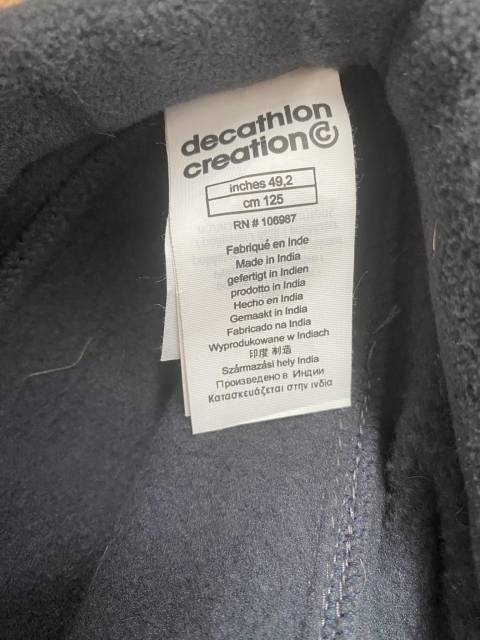 decathlon
creation
inches 49,2
cm 125
RN # 106987
Fabriqué en Inde
Made in India
gefertigt in Indien
prodotto in India
Hecho en India
Gemaakt in India
Fabricado na India
Wyprodukowane w Indiach
印度 制造
Származási hely India
Произведено в Индии
Κατασκευάζεται στην ινδία